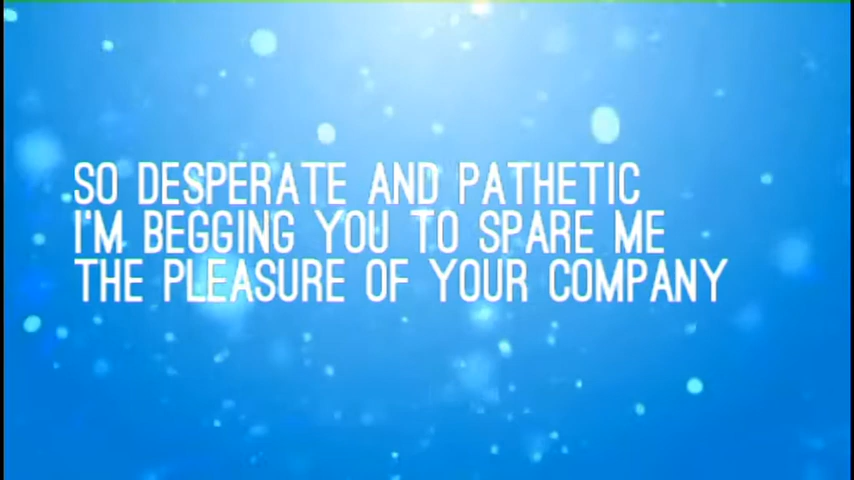 SO DESPERATE AND PATHETIC
I'M BEGGING YOU TO SPARE ME
THE PLEASURE OF YOUR COMPANY